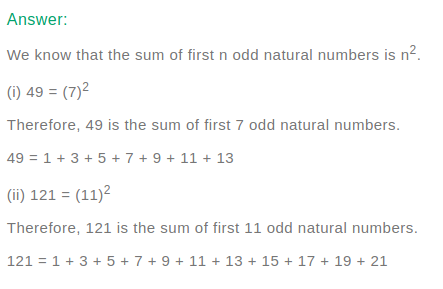 Answer:
We know that the sum of first n odd natural numbers is n².
(i) 49 = (7)²
Therefore, 49 is the sum of first 7 odd natural numbers.
49 = 1 + 3 + 5 + 7 + 9 + 11 + 13
(ii) 121 = (11)²
Therefore, 121 is the sum of first 11 odd natural numbers.
121 = 1 + 3 + 5 + 7 + 9 + 11 + 13 + 15 + 17 + 19 + 21